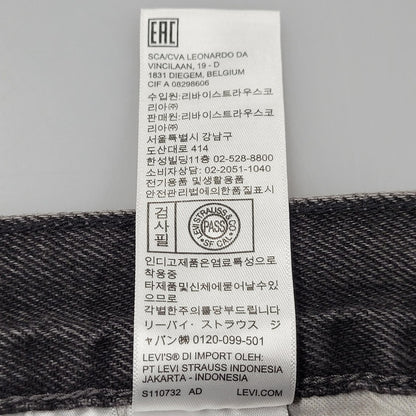 EAC
SCA/CVA LEONARDO DA
VINCILAAN, 19 - D
1831 DIEGEM, BELGIUM
CIF A 08298606
수입원:리바이스트라우스코
리아㈜
판매원:리바이스트라우스코
리아㈜
서울특별시 강남구
도산대로 414
한성빌딩11층 02-528-8800
소비자상담: 02-2051-1040
전기용품 및생활용품
안전관리법에의한품질표시
검사필
LEVI STRAUSS & CO
PASS
SF CAL
인디고제품은염료특성으로
착용중
타제품및신체에묻어날수있으니
각별한주의를당부드립니다
リーバイ・ストラウス ジ
ャパン㈱ 0120-099-501
LEVI'S® DI IMPORT OLEH:
PT LEVI STRAUSS INDONESIA
JAKARTA - INDONESIA
S110732 AD LEVI.COM